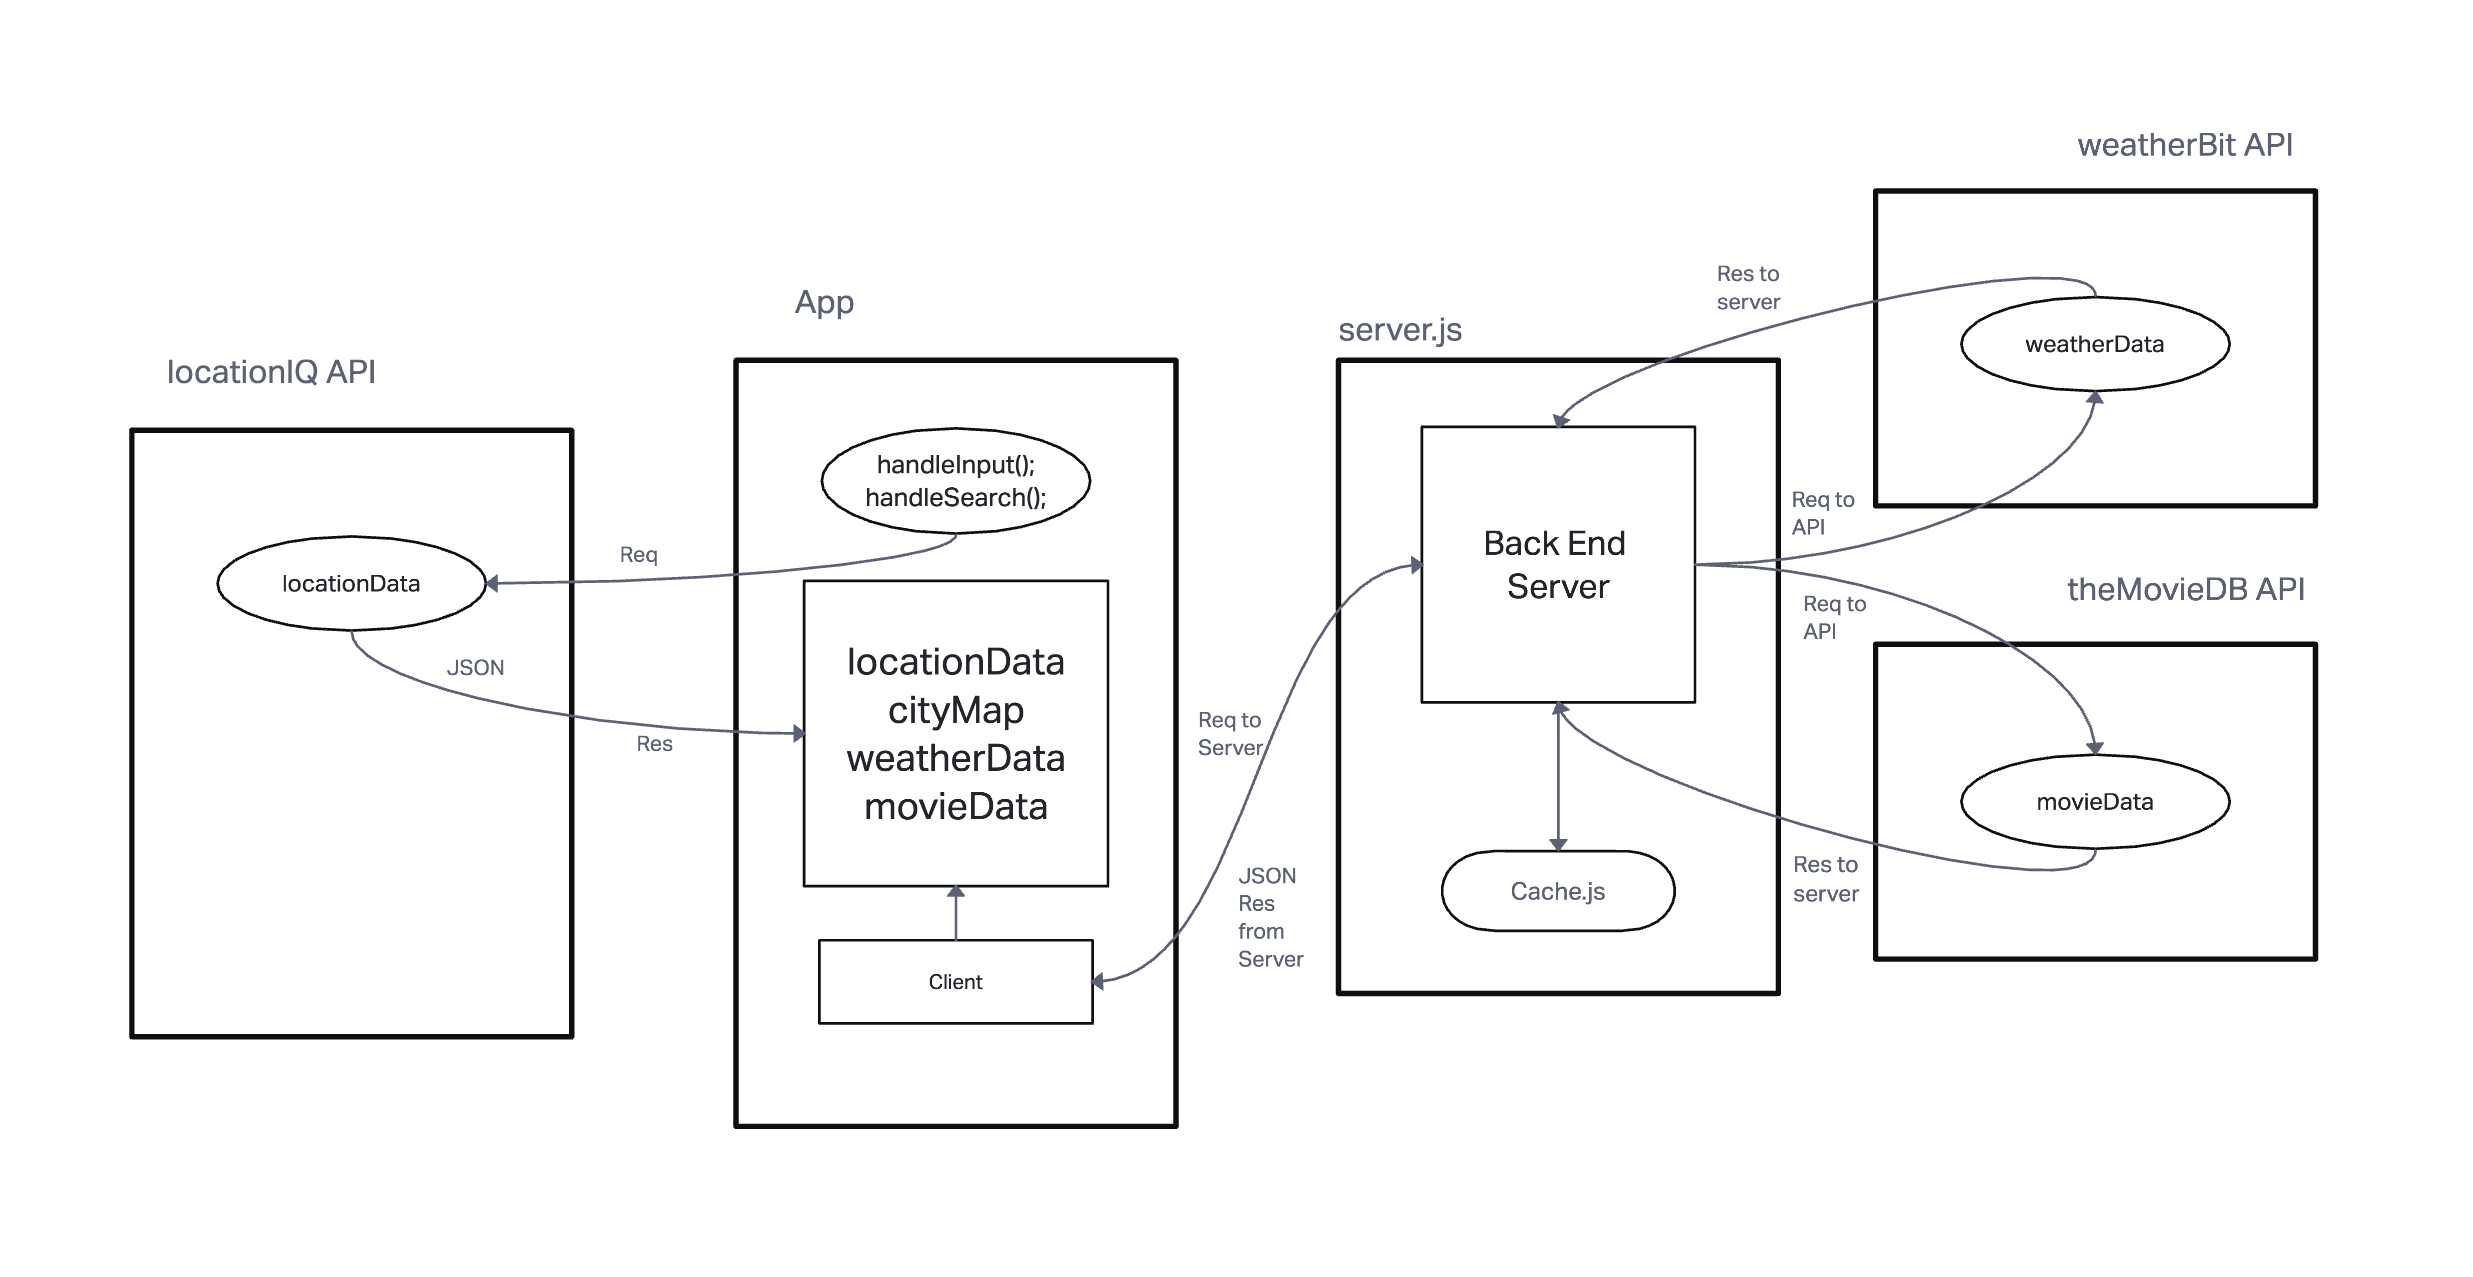 weatherBit API
Res to
server
App
server.js
weatherData
locationIQ API
handleInput();
handleSearch();
Req to
API
Back End
Server
Req
locationData
theMovieDB API
Req to
API
JSON
Res
locationData
cityMap
weatherData
movieData
Req to
Server
movieData
JSON
Res
from
Server
Res to
server
Cache.js
Client